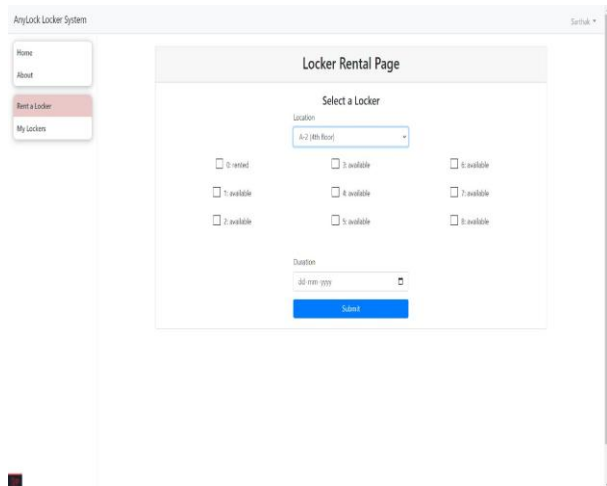 AnyLock Locker System
Sarthak
Home
About
Rent a Locker
My Lockers
Locker Rental Page
Select a Locker
Location
A-2 (4th floor)
0: rented 3: available 6: available
1: available 4: available 7: available
2: available 5: available 8: available
Duration
dd-mm-yyyy
Submit